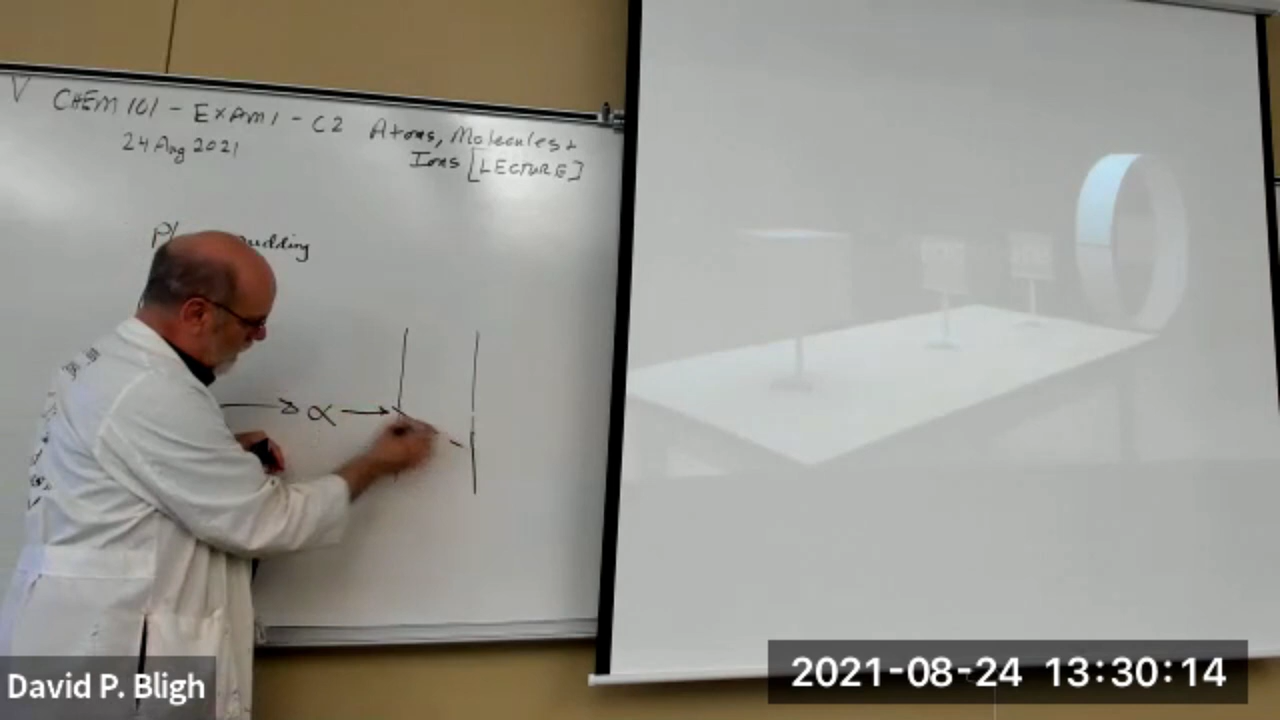 CHEM 101 - EXAM 1 - C2 Atoms, Molecules +
Ions [LECTURE]
24 Aug 2021
pudding
α
David P. Bligh
2021-08-24 13:30:14